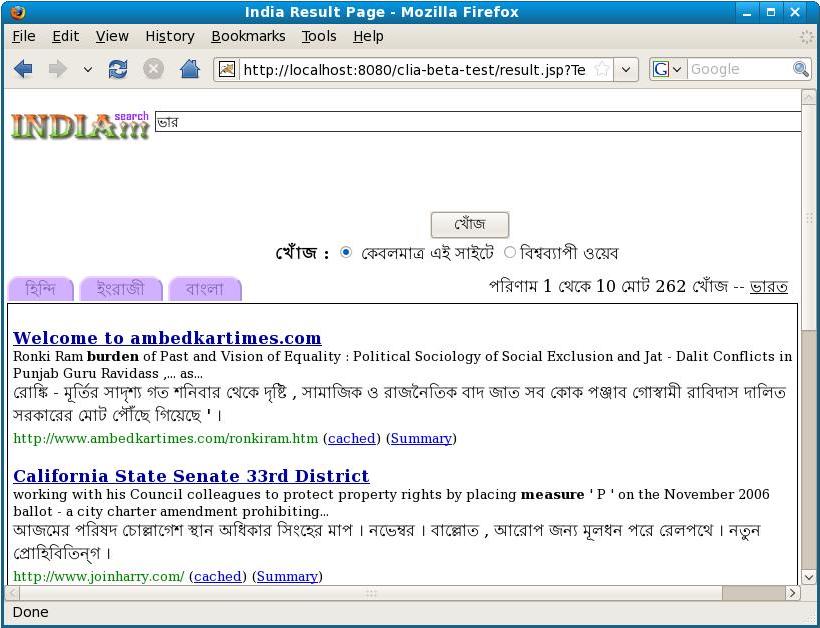 India Result Page - Mozilla Firefox
File Edit View History Bookmarks Tools Help
http://localhost:8080/clia-beta-test/result.jsp?Te
G Google
INDIA search !!!
ভার
খোঁজ
খোঁজ : কেবলমাত্র এই সাইটে বিশ্বব্যাপী ওয়েব
হিন্দি ইংরাজী বাংলা
পরিণাম 1 থেকে 10 মোট 262 খোঁজ -- ভারত
Welcome to ambedkartimes.com
Ronki Ram burden of Past and Vision of Equality : Political Sociology of Social Exclusion and Jat - Dalit Conflicts in
Punjab Guru Ravidass ,... as...
রোঙ্কি - মূর্তির সাদৃশ্য গত শনিবার থেকে দৃষ্টি , সামাজিক ও রাজনৈতিক বাদ জাত সব কোক পঞ্জাব গোস্বামী রাবিদাস দালিত
সরকারের মোট পৌঁছে গিয়েছে ' ।
http://www.ambedkartimes.com/ronkiram.htm (cached) (Summary)
California State Senate 33rd District
working with his Council colleagues to protect property rights by placing measure ' P ' on the November 2006
ballot - a city charter amendment prohibiting...
আজমের পরিষদ চোল্লাগেশ স্থান অধিকার সিংহের মাপ । নভেম্বর । বাল্লোত , আরোপ জন্য মূলধন পরে রেলপথে । নতুন
প্রোহিবিতিন্গ ।
http://www.joinharry.com/ (cached) (Summary)
Done